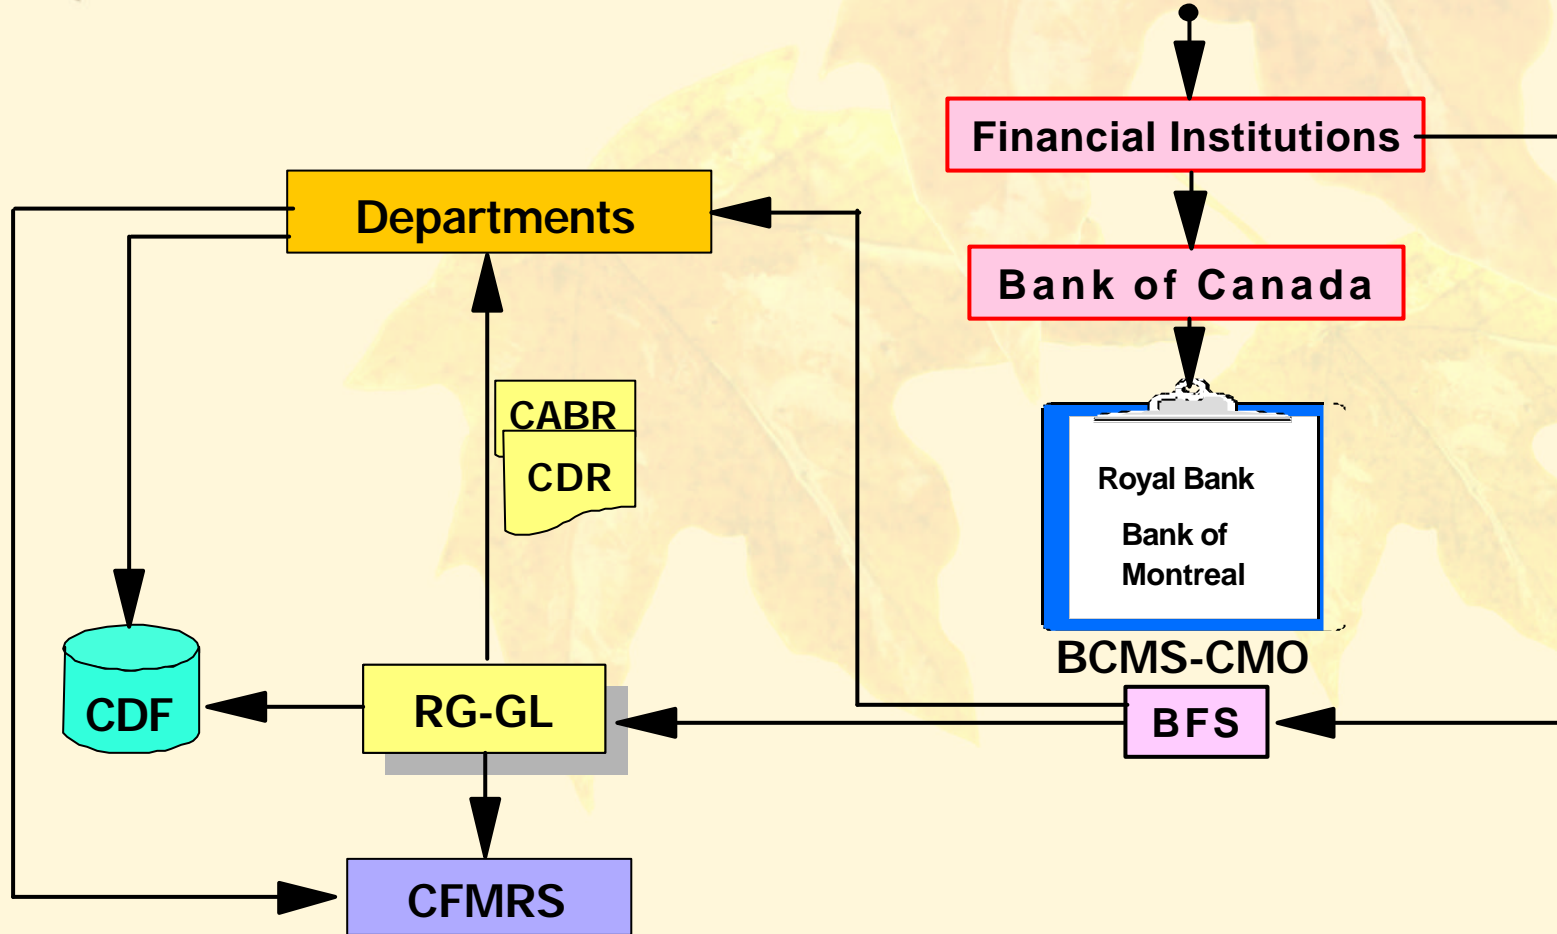 Financial Institutions
Departments
Bank of Canada
CABR
CDR
Royal Bank
Bank of
Montreal
BCMS-CMO
CDF
RG-GL
BFS
CFMRS